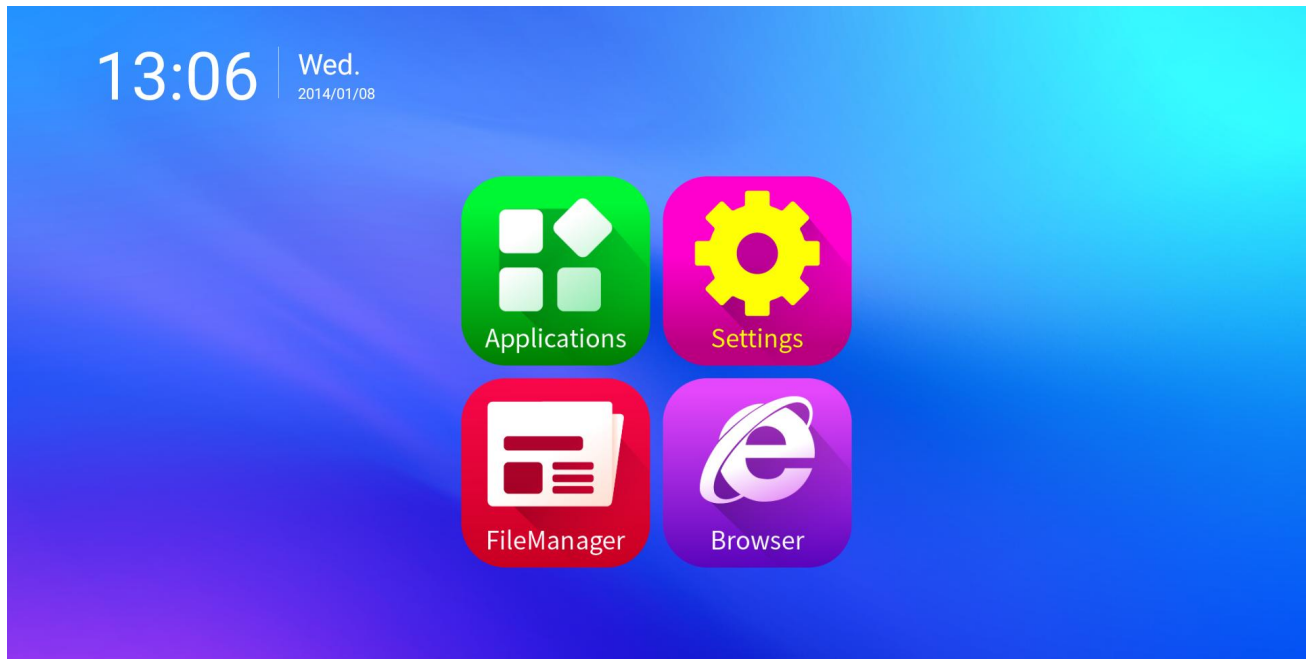 13:06
Wed.
2014/01/08
Applications
Settings
FileManager
Browser